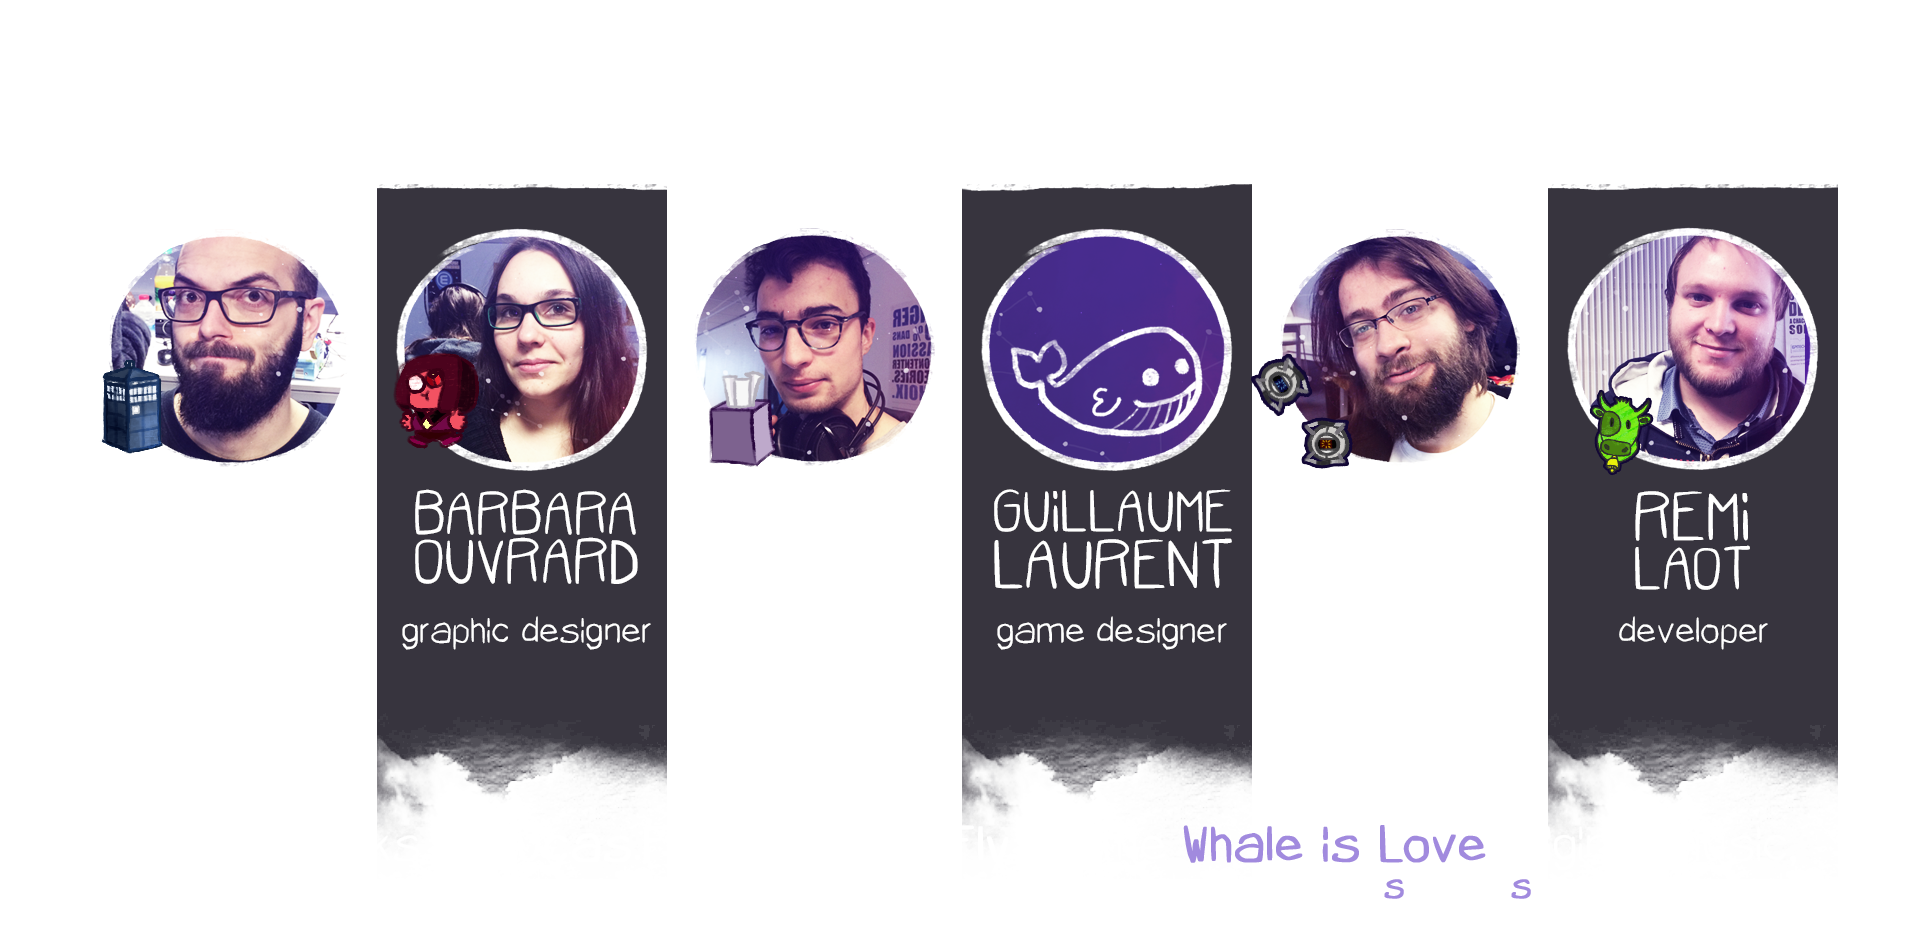 BARBARA
OUVRARD
graphic designer
GUiLLAUME
LAURENT
game designer
REMi
LAOT
developer
Whale is Love
s s